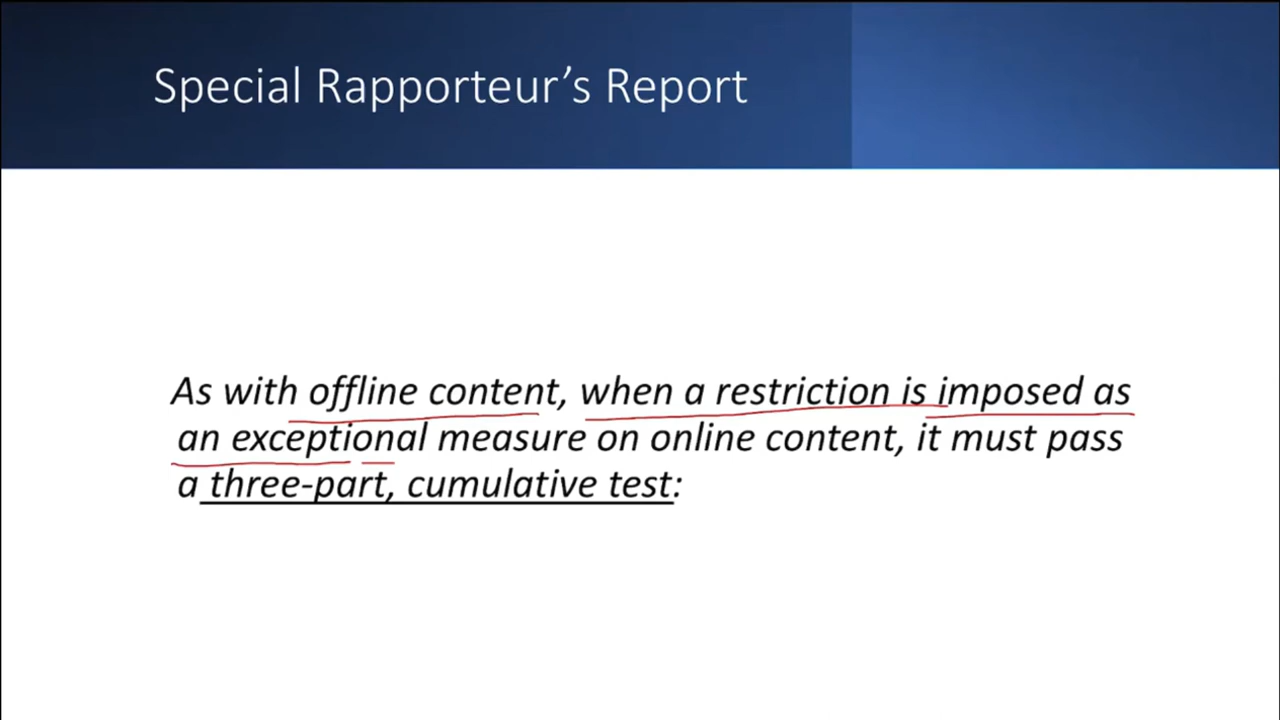 Special Rapporteur’s Report
As with offline content, when a restriction is imposed as
an exceptional measure on online content, it must pass
a three-part, cumulative test: